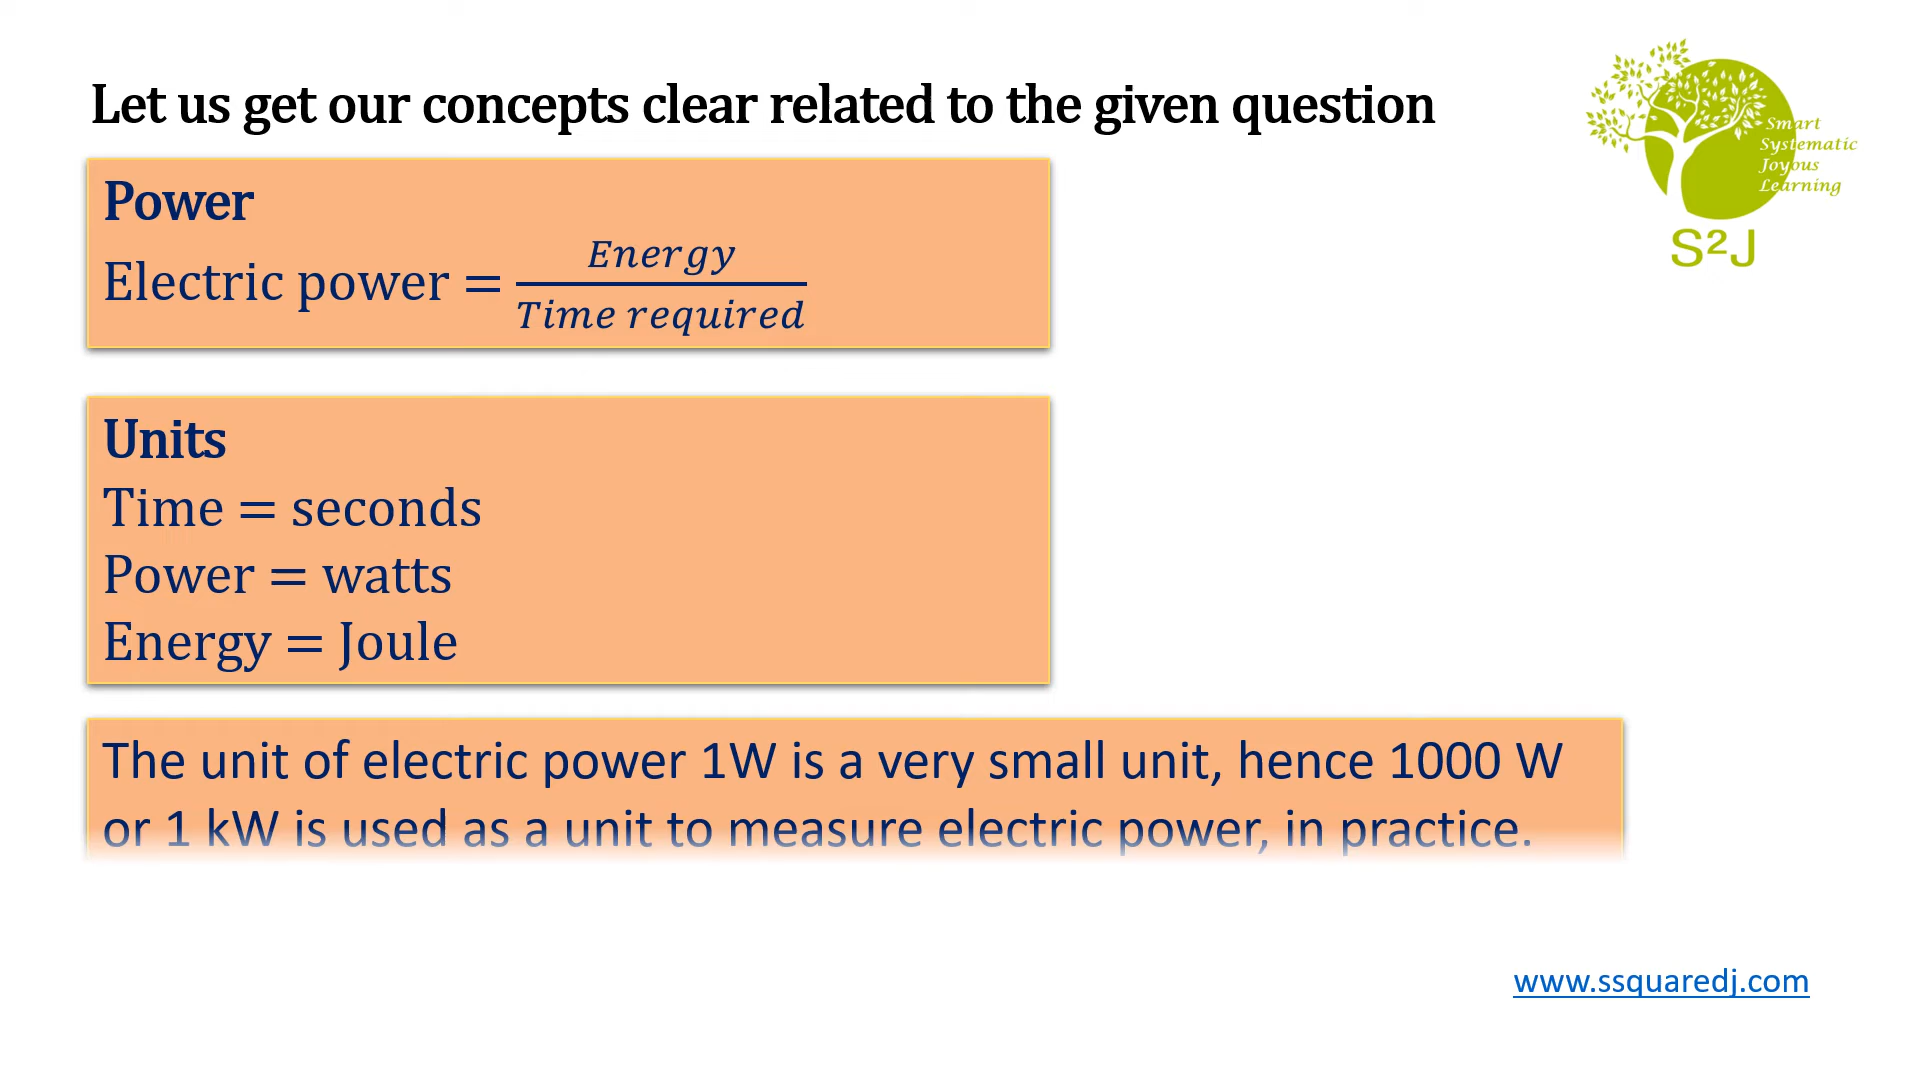 Let us get our concepts clear related to the given question
Smart
Systematic
Joyous
Learning
S²J
Power
Electric power = Energy / Time required
Units
Time = seconds
Power = watts
Energy = Joule
The unit of electric power 1W is a very small unit, hence 1000 W
or 1 kW is used as a unit to measure electric power, in practice.
www.ssquaredj.com